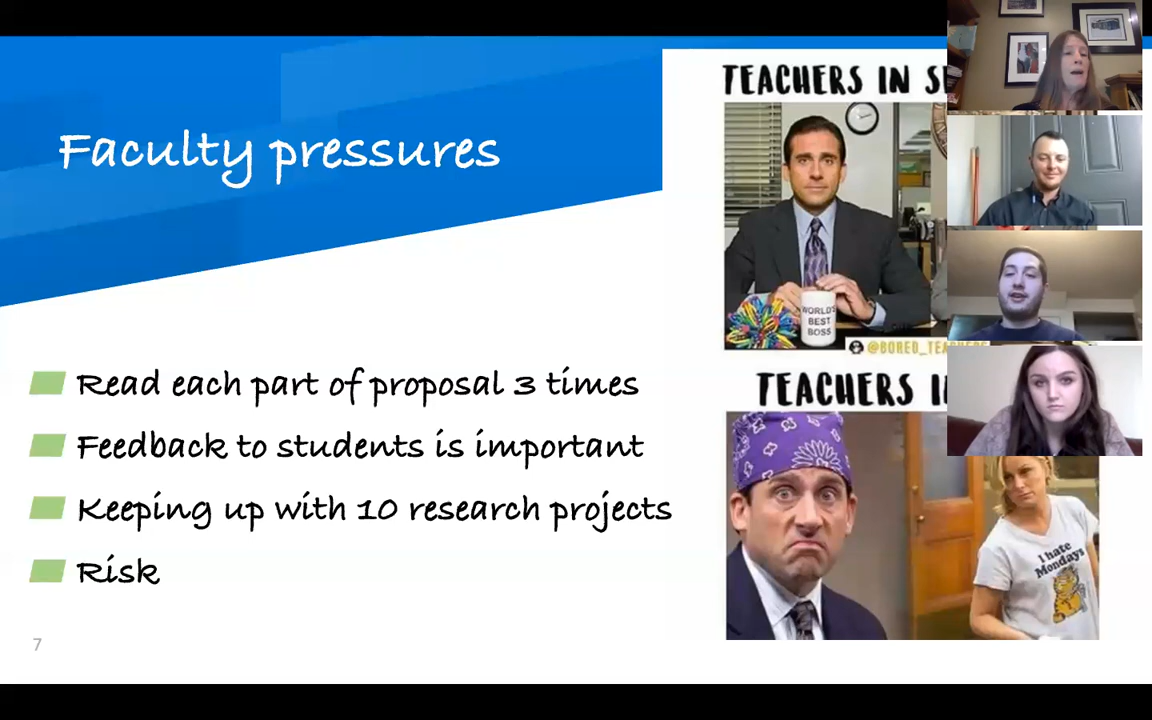 Faculty pressures
Read each part of proposal 3 times
Feedback to students is important
Keeping up with 10 research projects
Risk
7
TEACHERS IN
WORLD'S
BEST
BOSS
@BORED_TEACHERS
TEACHERS
I hate
Mondays